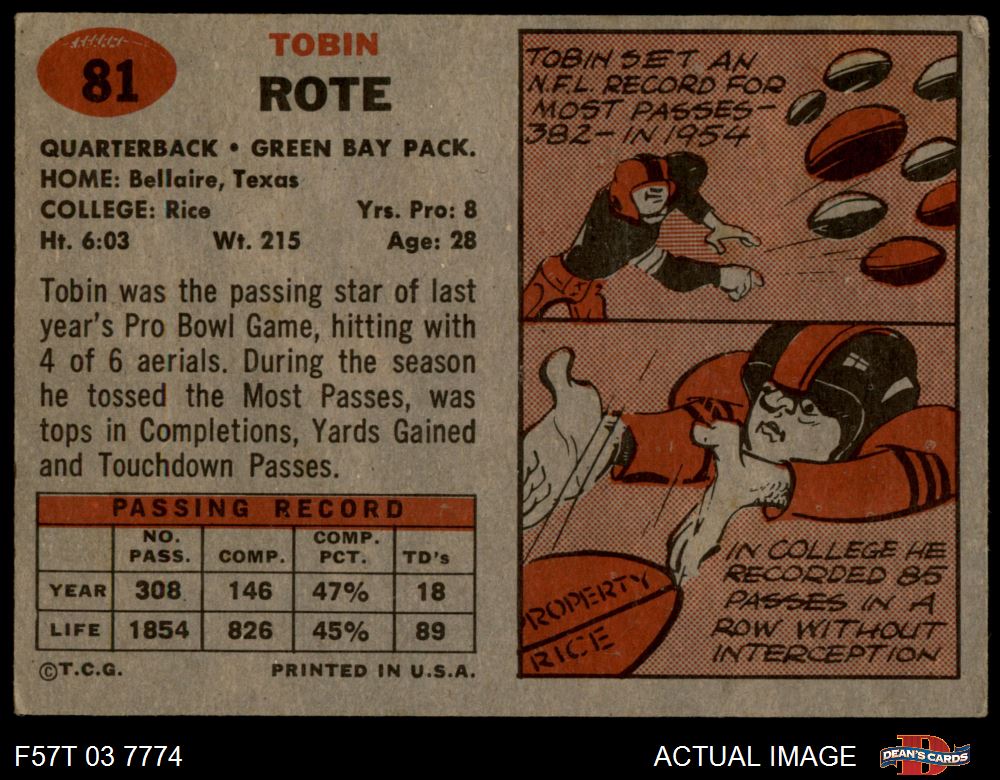 81
TOBIN
ROTE
QUARTERBACK • GREEN BAY PACK.
HOME: Bellaire, Texas
COLLEGE: Rice Yrs. Pro: 8
Ht. 6:03 Wt. 215 Age: 28
Tobin was the passing star of last
year's Pro Bowl Game, hitting with
4 of 6 aerials. During the season
he tossed the Most Passes, was
tops in Completions, Yards Gained
and Touchdown Passes.
PASSING RECORD
NO. PASS. COMP. COMP. PCT. TD's
YEAR 308 146 47% 18
LIFE 1854 826 45% 89
©T.C.G. PRINTED IN U.S.A.
TOBIN SET AN
N.F.L. RECORD FOR
MOST PASSES—
382—IN 1954
IN COLLEGE HE
RECORDED 85
PASSES IN A
ROW WITHOUT
INTERCEPTION
PROPERTY
RICE
F57T 03 7774
ACTUAL IMAGE
D
DEAN'S CARDS